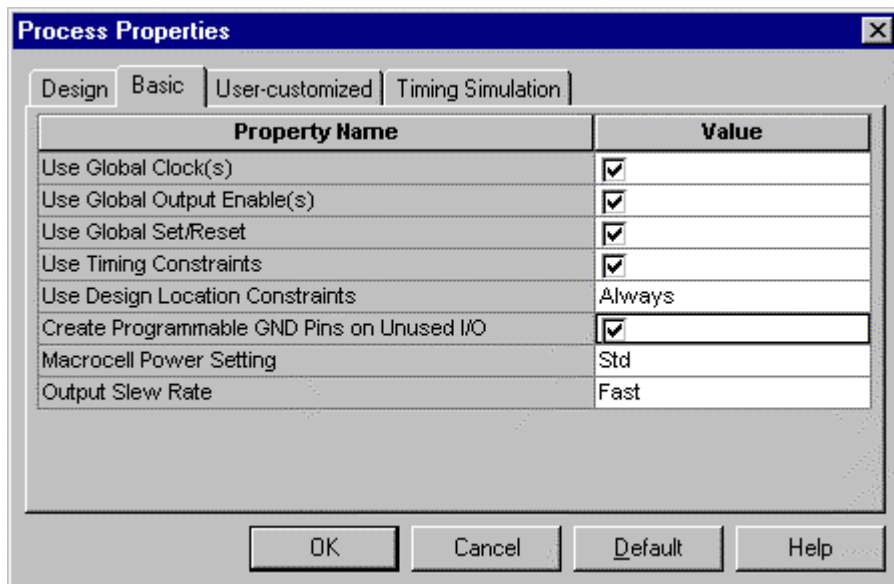 Process Properties
Design Basic User-customized Timing Simulation
Property Name Value
Use Global Clock(s)
Use Global Output Enable(s)
Use Global Set/Reset
Use Timing Constraints
Use Design Location Constraints Always
Create Programmable GND Pins on Unused I/O
Macrocell Power Setting Std
Output Slew Rate Fast
OK Cancel Default Help